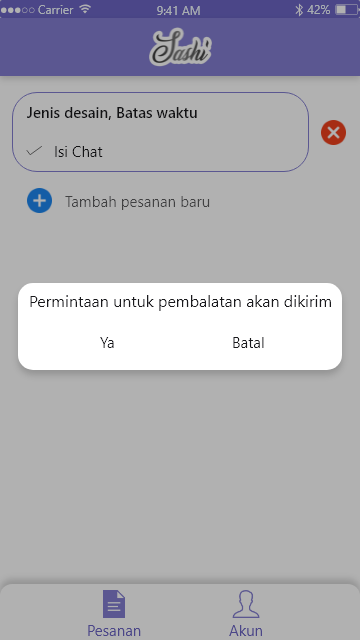 Carrier 9:41 AM 42%
Sashi
Jenis desain, Batas waktu
Isi Chat
Tambah pesanan baru
Permintaan untuk pembalatan akan dikirim
Ya Batal
Pesanan Akun